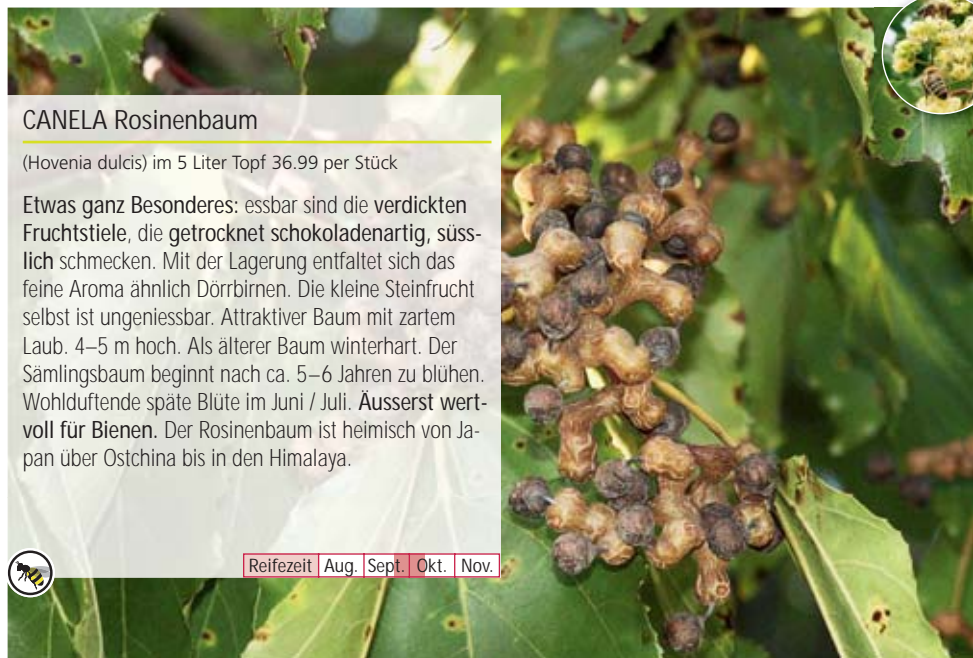 CANELA Rosinenbaum
(Hovenia dulcis) im 5 Liter Topf 36.99 per Stück
Etwas ganz Besonderes: essbar sind die verdickten
Fruchtstiele, die getrocknet schokoladenartig, süss-
lich schmecken. Mit der Lagerung entfaltet sich das
feine Aroma ähnlich Dörrbirnen. Die kleine Steinfrucht
selbst ist ungeniessbar. Attraktiver Baum mit zartem
Laub. 4–5 m hoch. Als älterer Baum winterhart. Der
Sämlingsbaum beginnt nach ca. 5–6 Jahren zu blühen.
Wohlduftende späte Blüte im Juni / Juli. Äusserst wert-
voll für Bienen. Der Rosinenbaum ist heimisch von Ja-
pan über Ostchina bis in den Himalaya.
Reifezeit Aug. Sept. Okt. Nov.